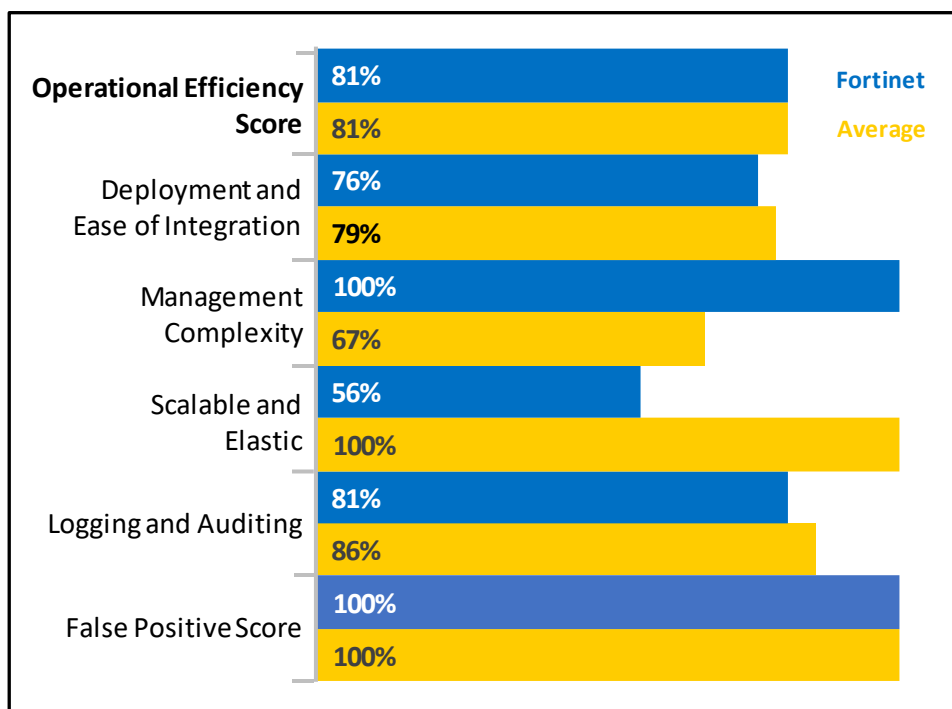 Operational Efficiency
Score
81%
81%
Fortinet
Average
Deployment and
Ease of Integration
76%
79%
Management
Complexity
100%
67%
Scalable and
Elastic
56%
100%
Logging and Auditing
81%
86%
False Positive Score
100%
100%